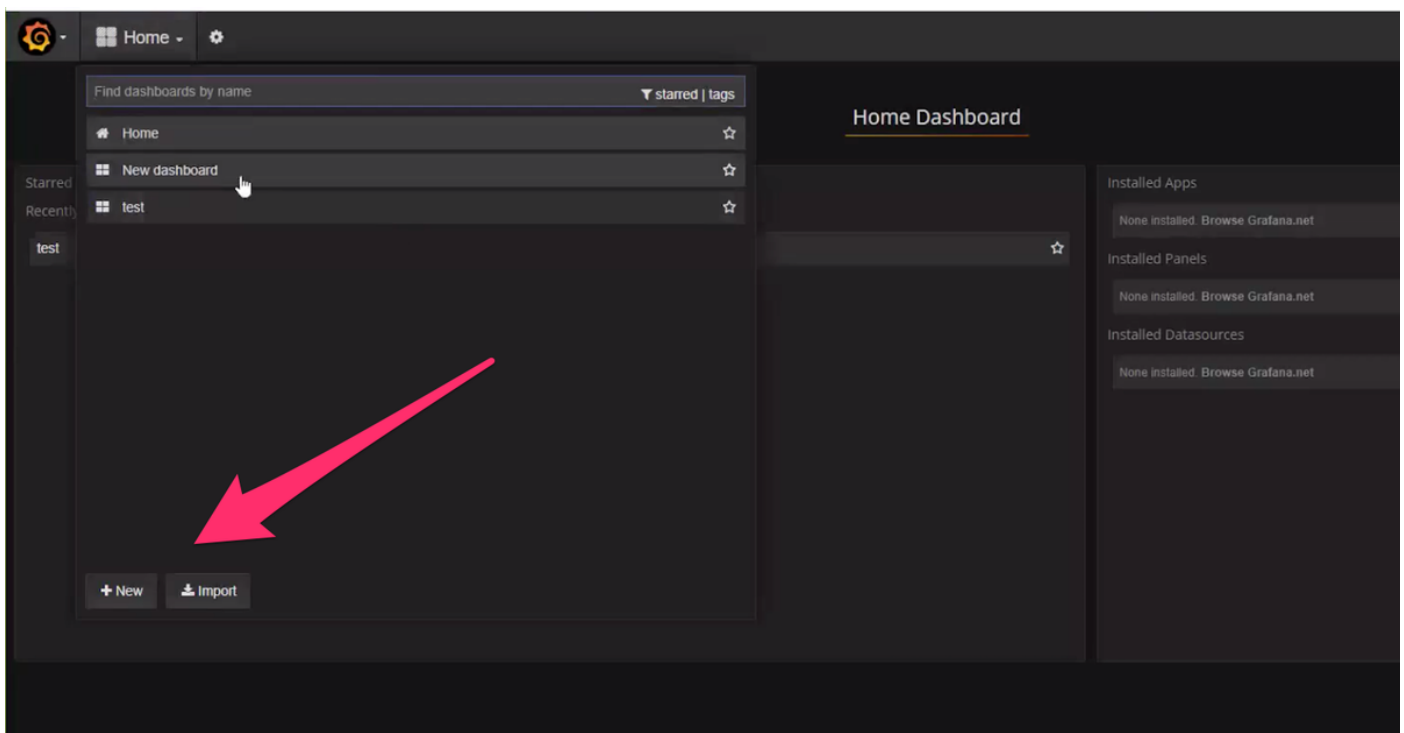 Home
Find dashboards by name
starred | tags
Home
New dashboard
test
+ New
Import
Home Dashboard
Starred
Recently
test
Installed Apps
None installed. Browse Grafana.net
Installed Panels
None installed. Browse Grafana.net
Installed Datasources
None installed. Browse Grafana.net